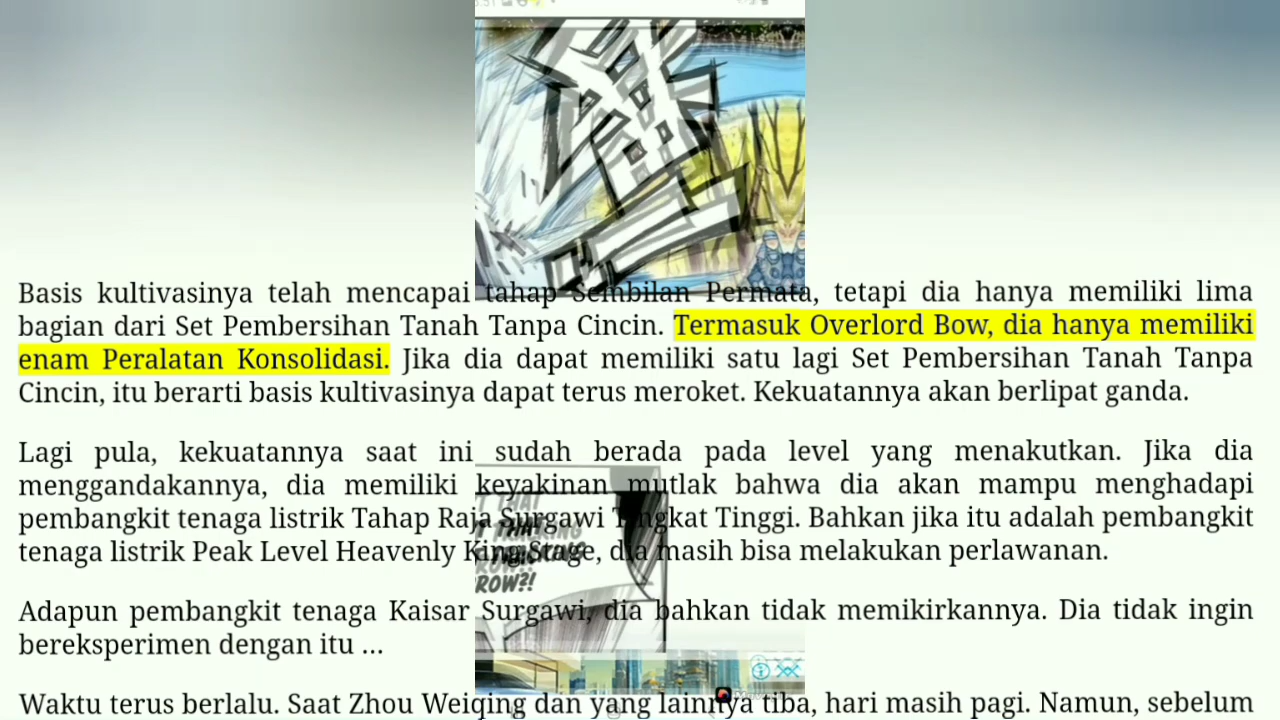 Basis kultivasinya telah mencapai tahap Sembilan Permata, tetapi dia hanya memiliki lima
bagian dari Set Pembersihan Tanah Tanpa Cincin. Termasuk Overlord Bow, dia hanya memiliki
enam Peralatan Konsolidasi. Jika dia dapat memiliki satu lagi Set Pembersihan Tanah Tanpa
Cincin, itu berarti basis kultivasinya dapat terus meroket. Kekuatannya akan berlipat ganda.
Lagi pula, kekuatannya saat ini sudah berada pada level yang menakutkan. Jika dia
menggandakannya, dia memiliki keyakinan mutlak bahwa dia akan mampu menghadapi
pembangkit tenaga listrik Tahap Raja Surgawi Tingkat Tinggi. Bahkan jika itu adalah pembangkit
tenaga listrik Peak Level Heavenly King Stage, dia masih bisa melakukan perlawanan.
ROW?!
Adapun pembangkit tenaga Kaisar Surgawi, dia bahkan tidak memikirkannya. Dia tidak ingin
bereksperimen dengan itu ...
Waktu terus berlalu. Saat Zhou Weiqing dan yang lainnya tiba, hari masih pagi. Namun, sebelum